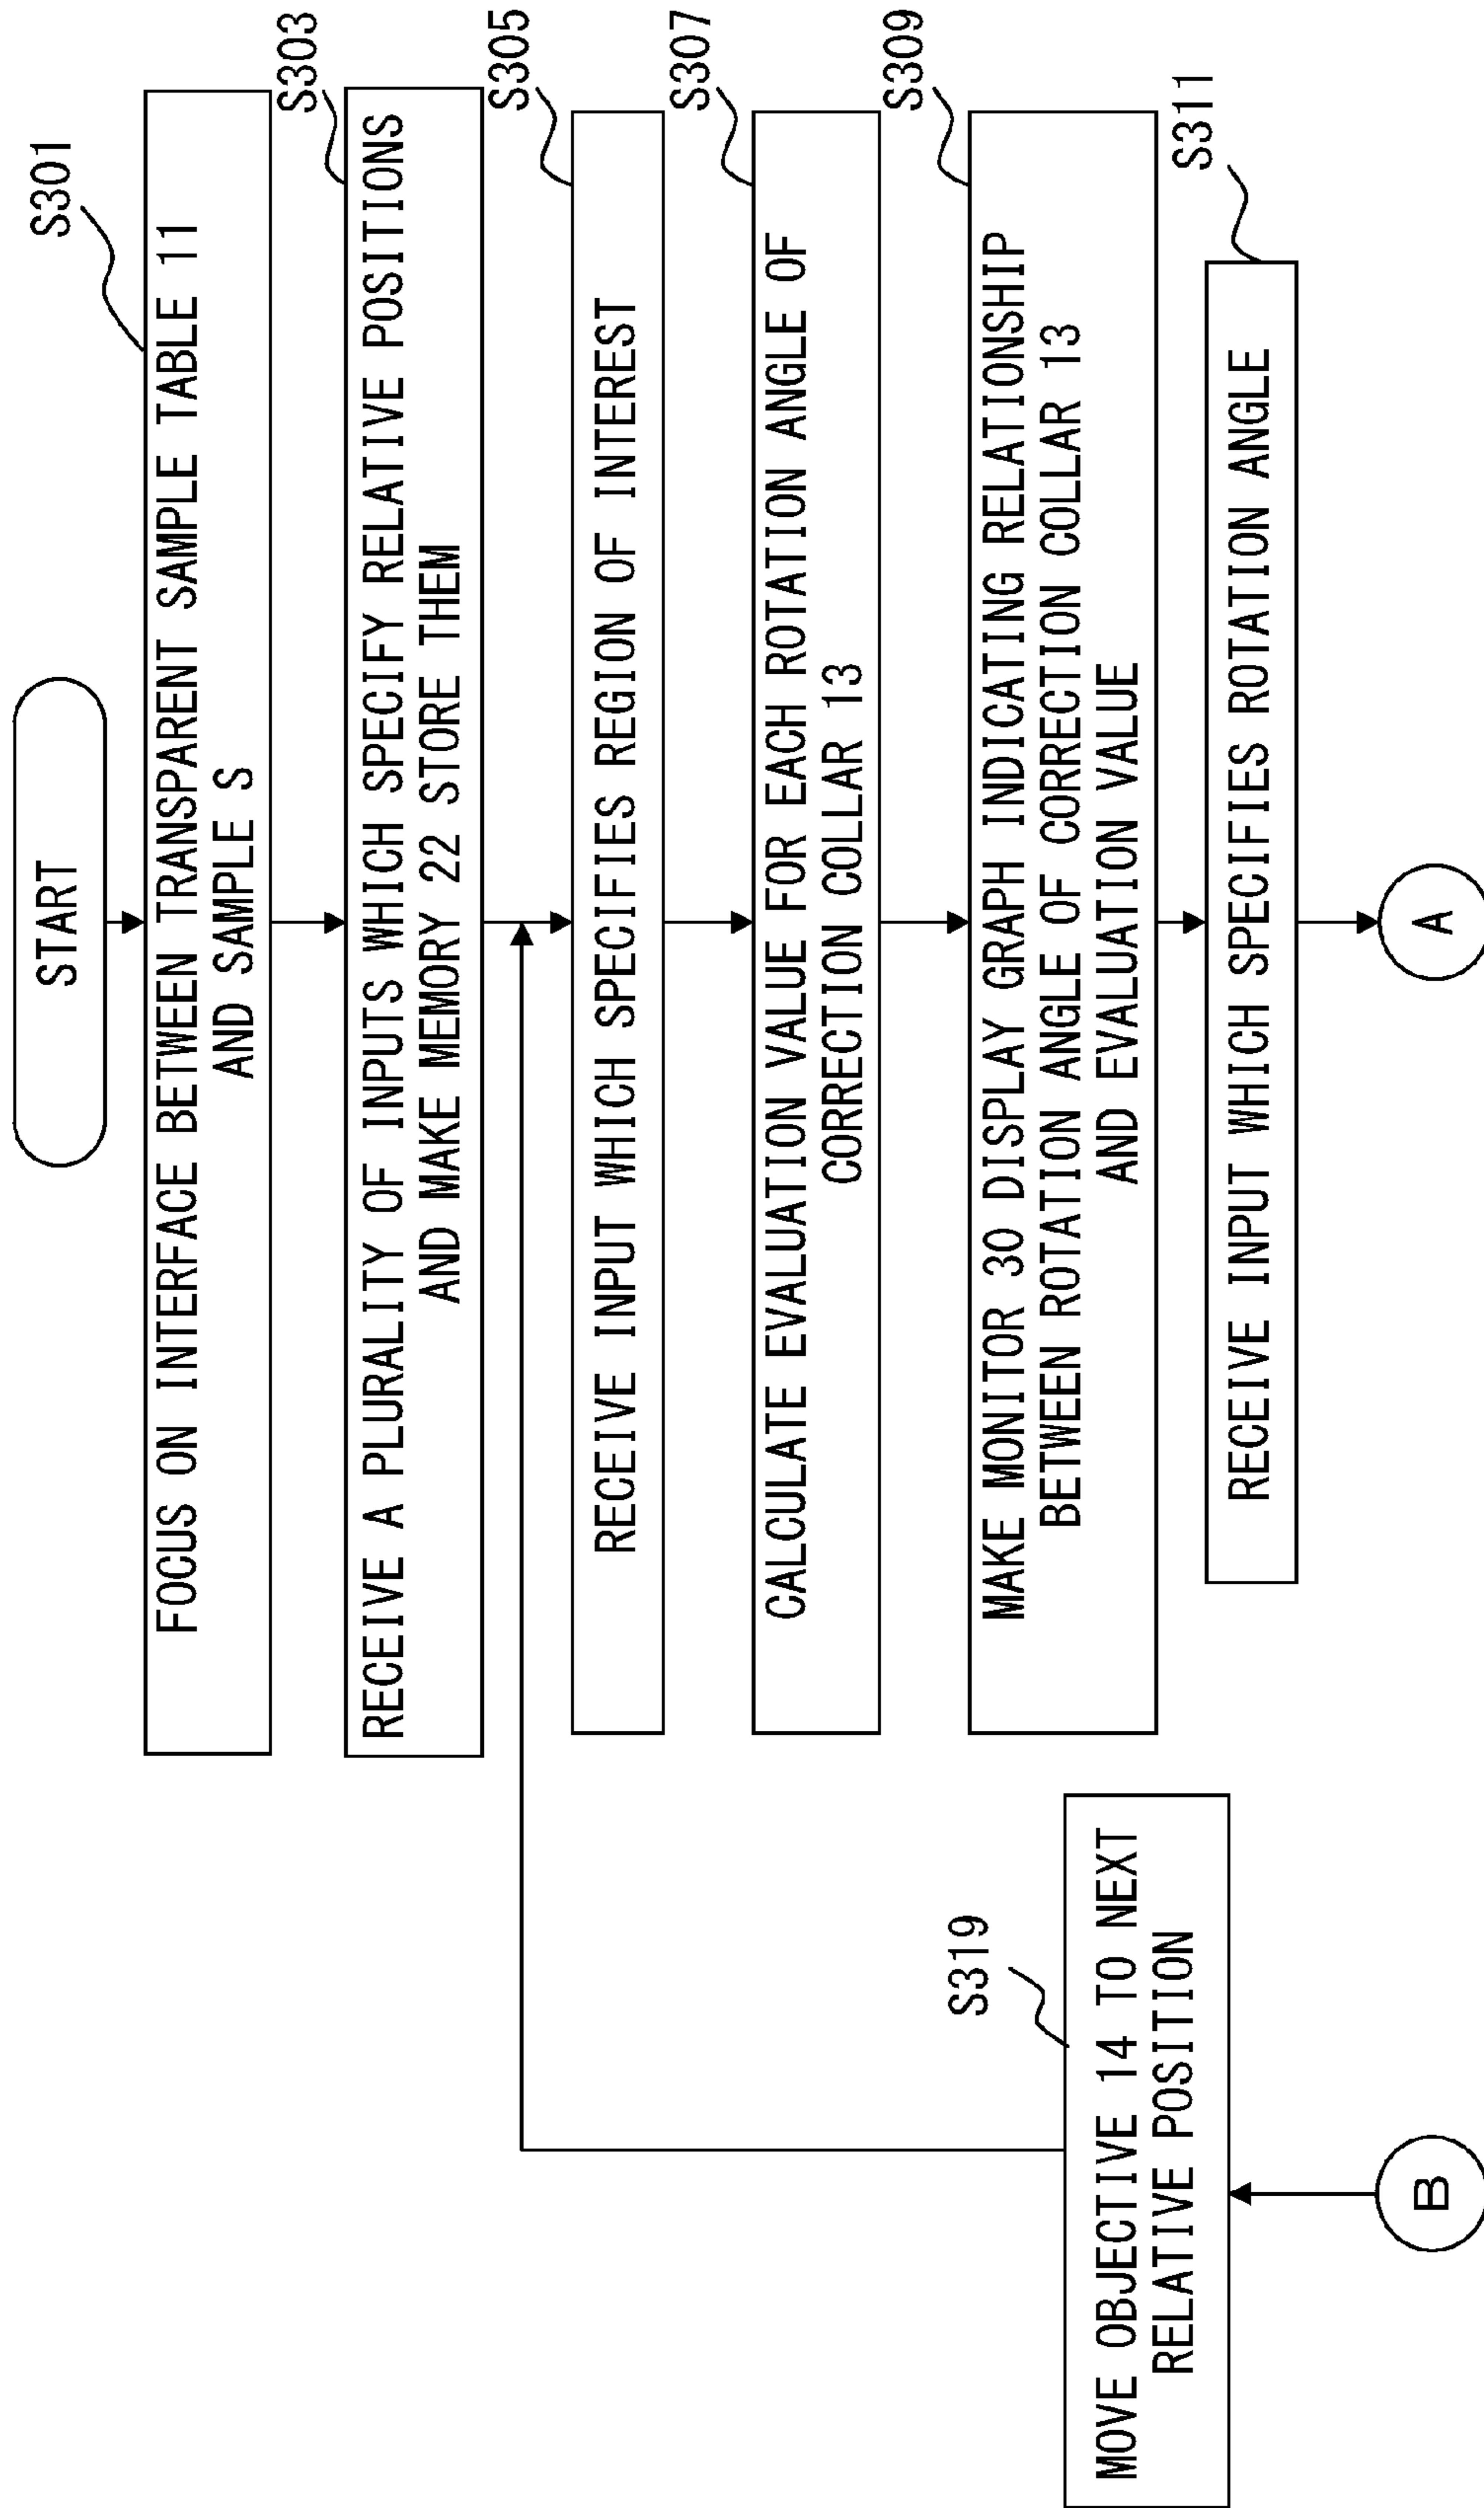 START
S301
FOCUS ON INTERFACE BETWEEN TRANSPARENT SAMPLE TABLE 11
AND SAMPLE S
S303
RECEIVE A PLURALITY OF INPUTS WHICH SPECIFY RELATIVE POSITIONS
AND MAKE MEMORY 22 STORE THEM
S305
RECEIVE INPUT WHICH SPECIFIES REGION OF INTEREST
S307
CALCULATE EVALUATION VALUE FOR EACH ROTATION ANGLE OF
CORRECTION COLLAR 13
S309
MAKE MONITOR 30 DISPLAY GRAPH INDICATING RELATIONSHIP
BETWEEN ROTATION ANGLE OF CORRECTION COLLAR 13
AND EVALUATION VALUE
S311
RECEIVE INPUT WHICH SPECIFIES ROTATION ANGLE
A
S319
MOVE OBJECTIVE 14 TO NEXT
RELATIVE POSITION
B